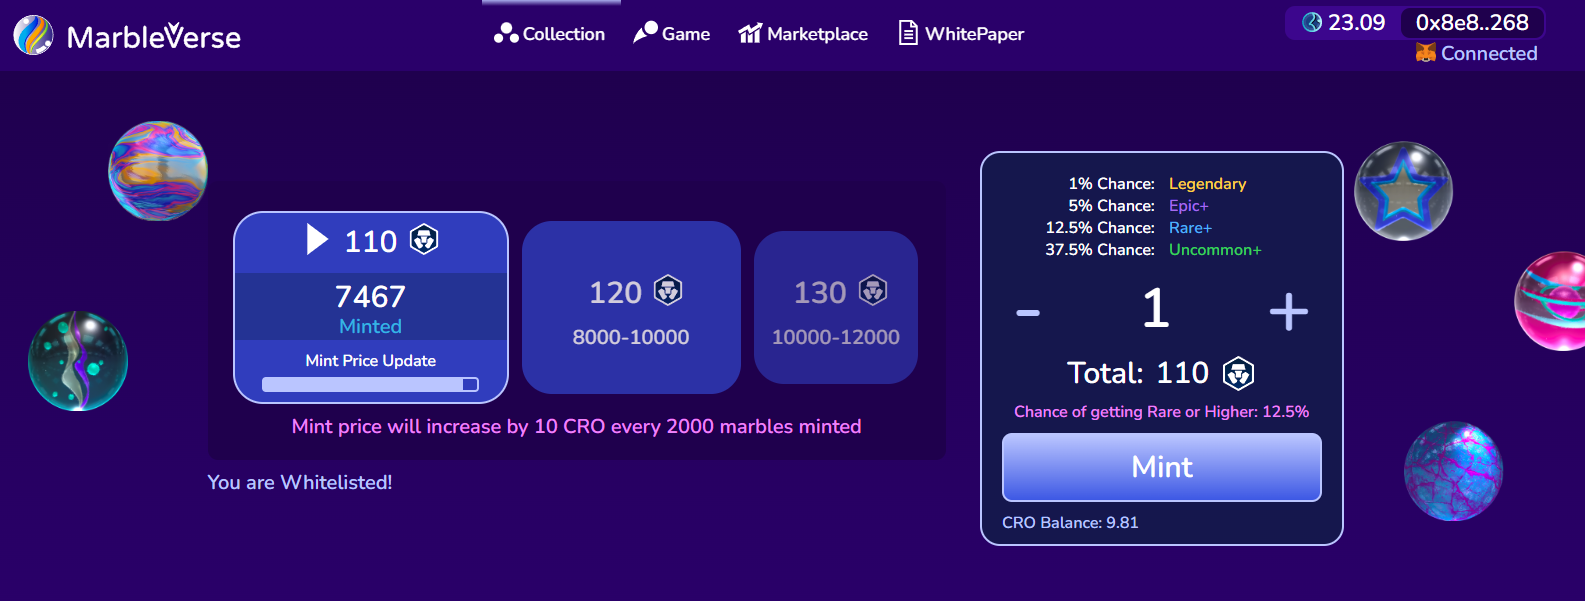 MarbleVerse
Collection
Game
Marketplace
WhitePaper
23.09
0x8e8..268
Connected
110
7467
Minted
Mint Price Update
120
8000-10000
130
10000-12000
Mint price will increase by 10 CRO every 2000 marbles minted
You are Whitelisted!
1% Chance: Legendary
5% Chance: Epic+
12.5% Chance: Rare+
37.5% Chance: Uncommon+
- 1 +
Total: 110
Chance of getting Rare or Higher: 12.5%
Mint
CRO Balance: 9.81